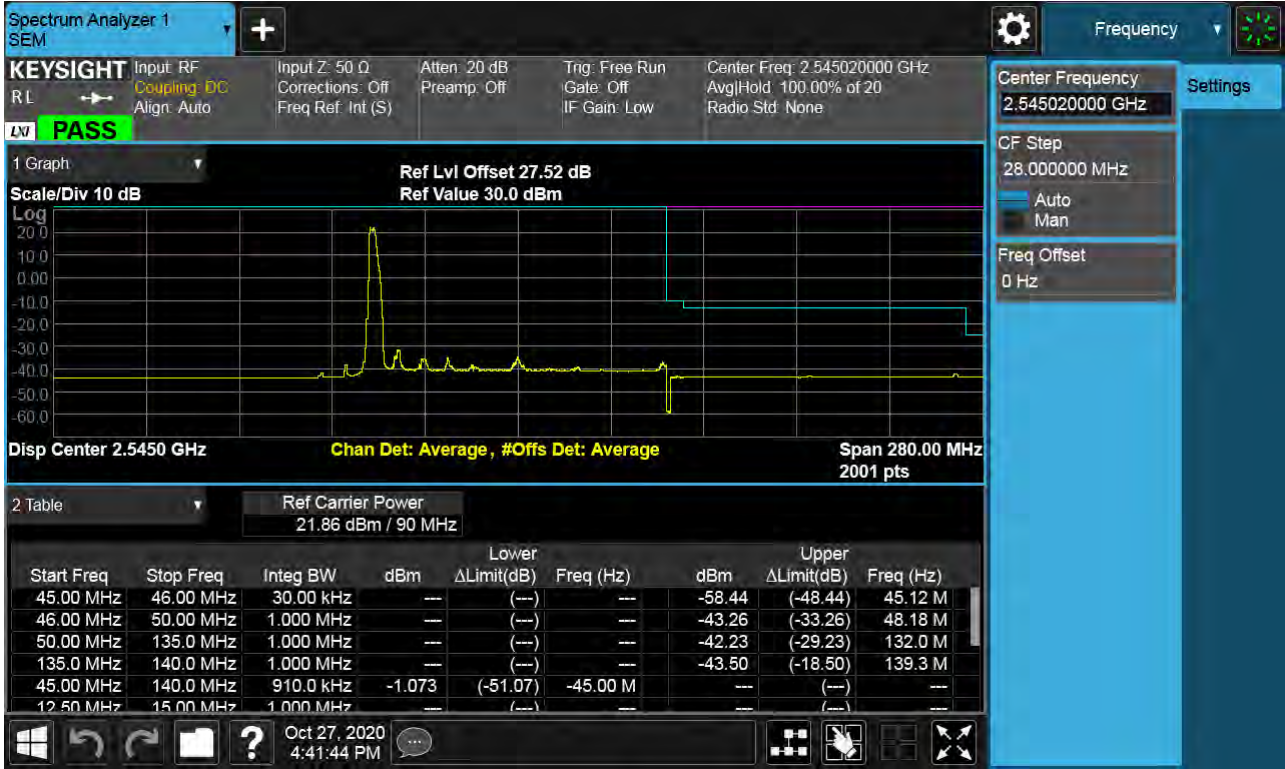 Spectrum Analyzer 1
SEM
Frequency
KEYSIGHT
RL
LXI
PASS
Input: RF
Coupling: DC
Align: Auto
Input Z: 50 Ω
Corrections: Off
Freq Ref: Int (S)
Atten: 20 dB
Preamp: Off
Trig: Free Run
Gate: Off
IF Gain: Low
Center Freq: 2.545020000 GHz
Avg|Hold: 100.00% of 20
Radio Std: None
Center Frequency
2.545020000 GHz
Settings
CF Step
28.000000 MHz
Auto
Man
Freq Offset
0 Hz
1 Graph
Ref Lvl Offset 27.52 dB
Scale/Div 10 dB
Ref Value 30.0 dBm
Log
20.0
10.0
0.00
-10.0
-20.0
-30.0
-40.0
-50.0
-60.0
Disp Center 2.5450 GHz
Chan Det: Average, #Offs Det: Average
Span 280.00 MHz
2001 pts
2 Table
Ref Carrier Power
21.86 dBm / 90 MHz
Lower Upper
Start Freq Stop Freq Integ BW dBm ΔLimit(dB) Freq (Hz) dBm ΔLimit(dB) Freq (Hz)
45.00 MHz 46.00 MHz 30.00 kHz --- (---) --- -58.44 (-48.44) 45.12 M
46.00 MHz 50.00 MHz 1.000 MHz --- (---) --- -43.26 (-33.26) 48.18 M
50.00 MHz 135.0 MHz 1.000 MHz --- (---) --- -42.23 (-29.23) 132.0 M
135.0 MHz 140.0 MHz 1.000 MHz --- (---) --- -43.50 (-18.50) 139.3 M
45.00 MHz 140.0 MHz 910.0 kHz -1.073 (-51.07) -45.00 M --- (---) ---
12.50 MHz 15.00 MHz 1.000 MHz --- (---) --- --- (---) ---
Oct 27, 2020
4:41:44 PM